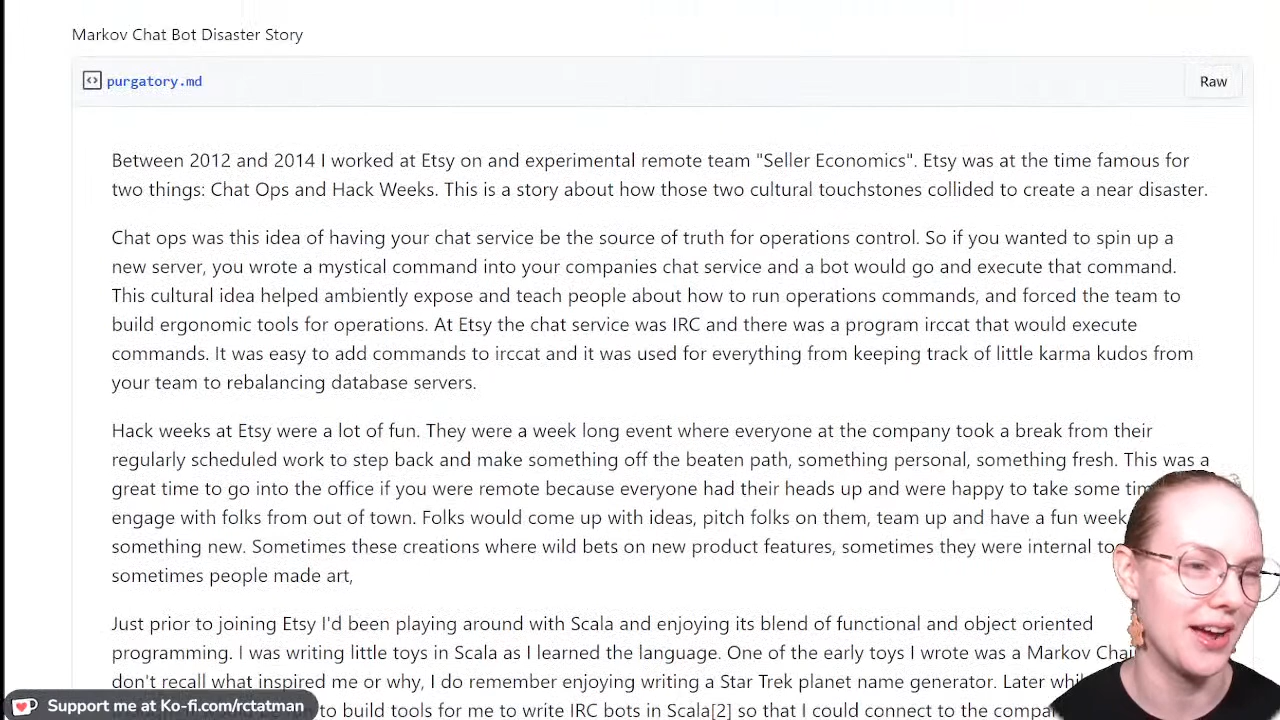 Markov Chat Bot Disaster Story
purgatory.md
Raw
Between 2012 and 2014 I worked at Etsy on and experimental remote team "Seller Economics". Etsy was at the time famous for
two things: Chat Ops and Hack Weeks. This is a story about how those two cultural touchstones collided to create a near disaster.
Chat ops was this idea of having your chat service be the source of truth for operations control. So if you wanted to spin up a
new server, you wrote a mystical command into your companies chat service and a bot would go and execute that command.
This cultural idea helped ambiently expose and teach people about how to run operations commands, and forced the team to
build ergonomic tools for operations. At Etsy the chat service was IRC and there was a program irccat that would execute
commands. It was easy to add commands to irccat and it was used for everything from keeping track of little karma kudos from
your team to rebalancing database servers.
Hack weeks at Etsy were a lot of fun. They were a week long event where everyone at the company took a break from their
regularly scheduled work to step back and make something off the beaten path, something personal, something fresh. This was a
great time to go into the office if you were remote because everyone had their heads up and were happy to take some
engage with folks from out of town. Folks would come up with ideas, pitch folks on them, team up and have a fun week
something new. Sometimes these creations where wild bets on new product features, sometimes they were internal
sometimes people made art,
Just prior to joining Etsy I'd been playing around with Scala and enjoying its blend of functional and object oriented
programming. I was writing little toys in Scala as I learned the language. One of the early toys I wrote was a Markov
don't recall what inspired me or why, I do remember enjoying writing a Star Trek planet name generator. Later
to build tools for me to write IRC bots in Scala[2] so that I could connect to the
Support me at Ko-fi.com/rctatman